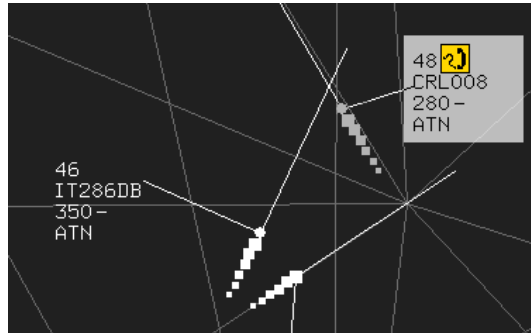 48
CRL008
280-
ATN
46
IT286DB
350-
ATN